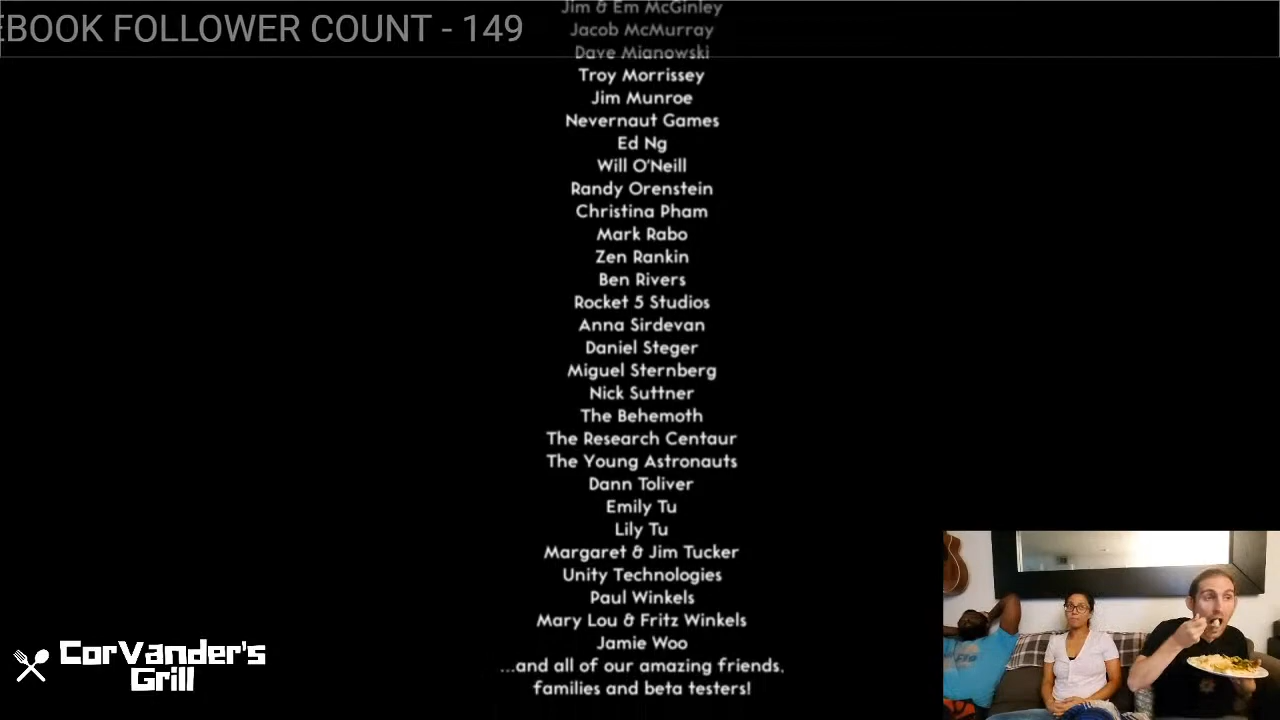 EBOOK FOLLOWER COUNT - 149
Jim & Em McGinley
Jacob McMurray
Dave Mianowski
Troy Morrissey
Jim Munroe
Nevernaut Games
Ed Ng
Will O'Neill
Randy Orenstein
Christina Pham
Mark Rabo
Zen Rankin
Ben Rivers
Rocket 5 Studios
Anna Sirdevan
Daniel Steger
Miguel Sternberg
Nick Suttner
The Behemoth
The Research Centaur
The Young Astronauts
Dann Toliver
Emily Tu
Lily Tu
Margaret & Jim Tucker
Unity Technologies
Paul Winkels
Mary Lou & Fritz Winkels
Jamie Woo
...and all of our amazing friends,
families and beta testers!
CorVander's
Grill